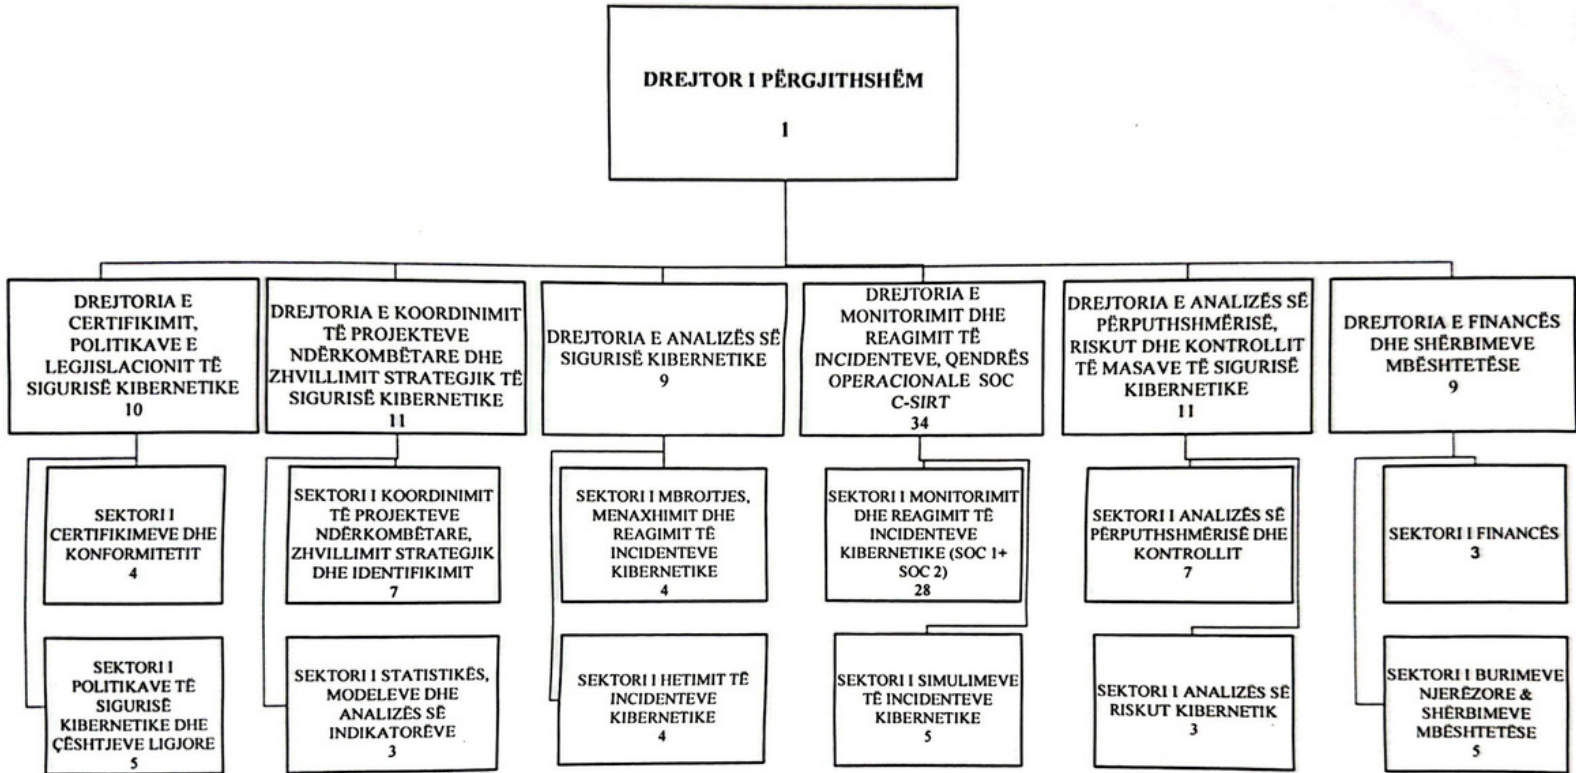 DREJTOR I PËRGJITHSHËM
1
DREJTORIA E
CERTIFIKIMIT,
POLITIKAVE E
LEGJISLACIONIT TË
SIGURISË KIBERNETIKE
10
DREJTORIA E KOORDINIMIT
TË PROJEKTEVE
NDËRKOMBËTARE DHE
ZHVILLIMIT STRATEGJIK TË
SIGURISË KIBERNETIKE
11
DREJTORIA E ANALIZËS SË
SIGURISË KIBERNETIKE
9
DREJTORIA E
MONITORIMIT DHE
REAGIMIT TË
INCIDENTEVE, QENDRËS
OPERACIONALE SOC
C-SIRT
34
DREJTORIA E ANALIZËS SË
PËRPUTHSHMËRISË,
RISKUT DHE KONTROLLIT
TË MASAVE TË SIGURISË
KIBERNETIKE
11
DREJTORIA E FINANCËS
DHE SHËRBIMEVE
MBËSHTETËSE
9
SEKTORI I
CERTIFIKIMEVE DHE
KONFORMITETIT
4
SEKTORI I KOORDINIMIT
TË PROJEKTEVE
NDËRKOMBËTARE,
ZHVILLIMIT STRATEGJIK
DHE IDENTIFIKIMIT
7
SEKTORI I MBROJTJES,
MENAXHIMIT DHE
REAGIMIT TË
INCIDENTEVE
KIBERNETIKE
4
SEKTORI I MONITORIMIT
DHE REAGIMIT TË
INCIDENTEVE
KIBERNETIKE (SOC 1+
SOC 2)
28
SEKTORI I ANALIZËS SË
PËRPUTHSHMËRISË DHE
KONTROLLIT
7
SEKTORI I FINANCËS
3
SEKTORI I
POLITIKAVE TË
SIGURISË
KIBERNETIKE DHE
ÇËSHTJEVE LIGJORE
5
SEKTORI I STATISTIKËS,
MODELEVE DHE
ANALIZËS SË
INDIKATORËVE
3
SEKTORI I HETIMIT TË
INCIDENTEVE
KIBERNETIKE
4
SEKTORI I SIMULIMEVE
TË INCIDENTEVE
KIBERNETIKE
5
SEKTORI I ANALIZËS SË
RISKUT KIBERNETIK
3
SEKTORI I BURIMEVE
NJERËZORE &
SHËRBIMEVE
MBËSHTETËSE
5